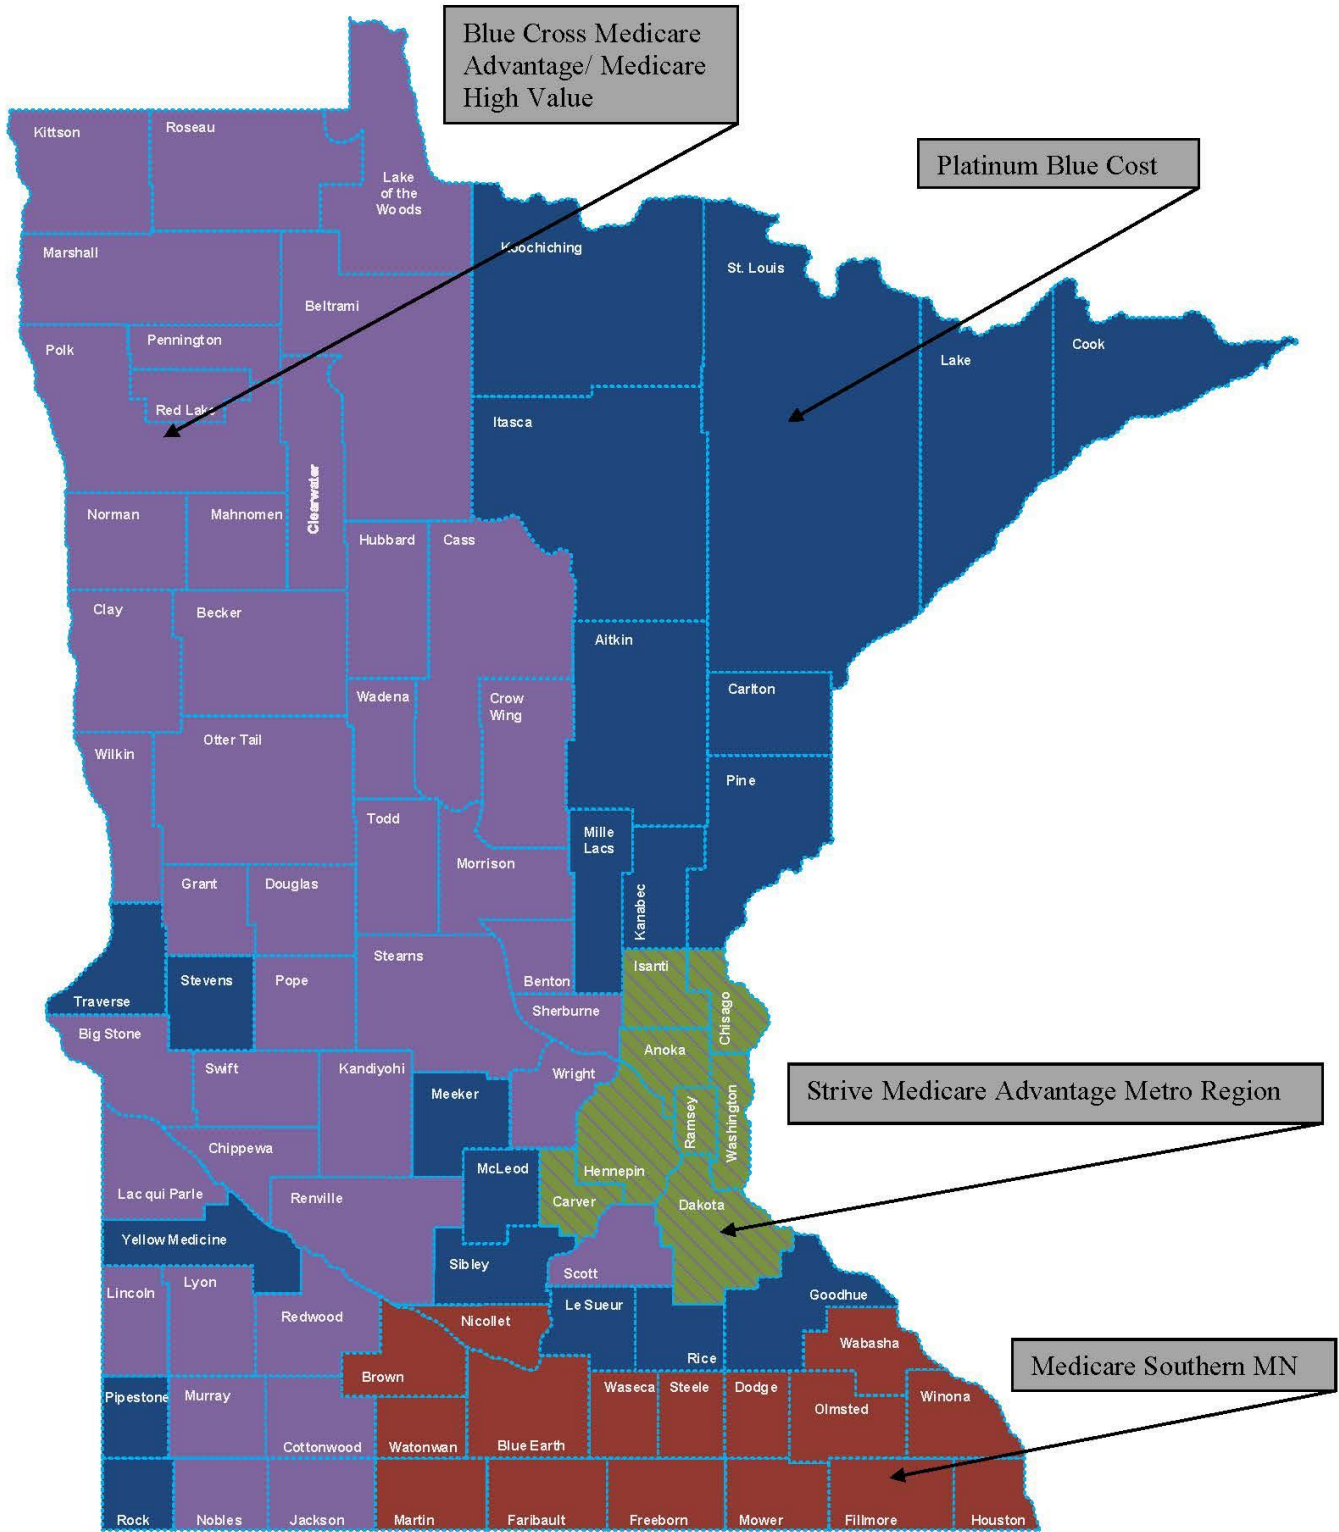 Blue Cross Medicare
Advantage/ Medicare
High Value
Platinum Blue Cost
Kittson
Roseau
Lake
of the
Woods
Marshall
Koochiching
St. Louis
Beltrami
Polk
Pennington
Lake
Cook
Red Lake
Itasca
Clearwater
Norman
Mahnomen
Hubbard
Cass
Clay
Becker
Aitkin
Wadena
Crow
Wing
Carlton
Wilkin
Otter Tail
Pine
Todd
Mille
Lacs
Morrison
Grant
Douglas
Kanabec
Stearns
Isanti
Stevens
Pope
Benton
Traverse
Sherburne
Chisago
Big Stone
Anoka
Swift
Kandiyohi
Wright
Strive Medicare Advantage Metro Region
Meeker
Ramsey
Washington
Chippewa
McLeod
Hennepin
Lac qui Parle
Renville
Carver
Dakota
Yellow Medicine
Sibley
Scott
Lincoln
Lyon
Goodhue
Le Sueur
Redwood
Nicollet
Wabasha
Rice
Medicare Southern MN
Brown
Waseca
Steele
Dodge
Pipestone
Murray
Olmsted
Winona
Cottonwood
Watonwan
Blue Earth
Rock
Nobles
Jackson
Martin
Faribault
Freeborn
Mower
Fillmore
Houston